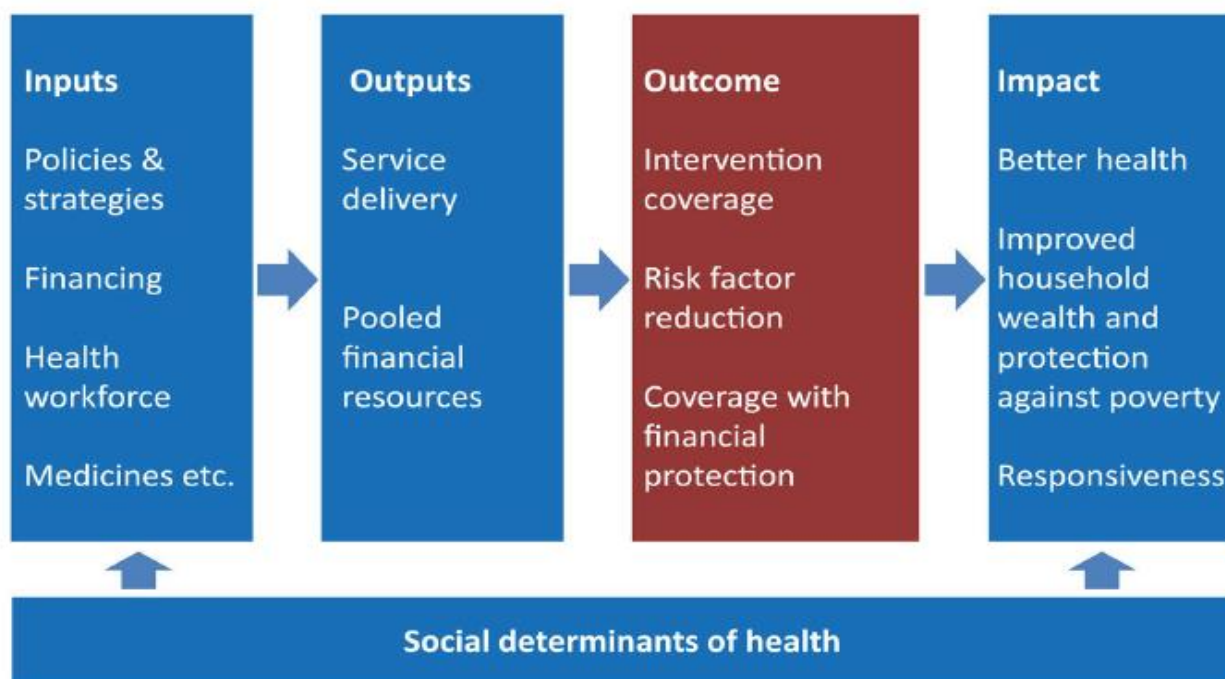 Inputs
Policies &
strategies
Financing
Health
workforce
Medicines etc.
Outputs
Service
delivery
Pooled
financial
resources
Outcome
Intervention
coverage
Risk factor
reduction
Coverage with
financial
protection
Impact
Better health
Improved
household
wealth and
protection
against poverty
Responsiveness
Social determinants of health